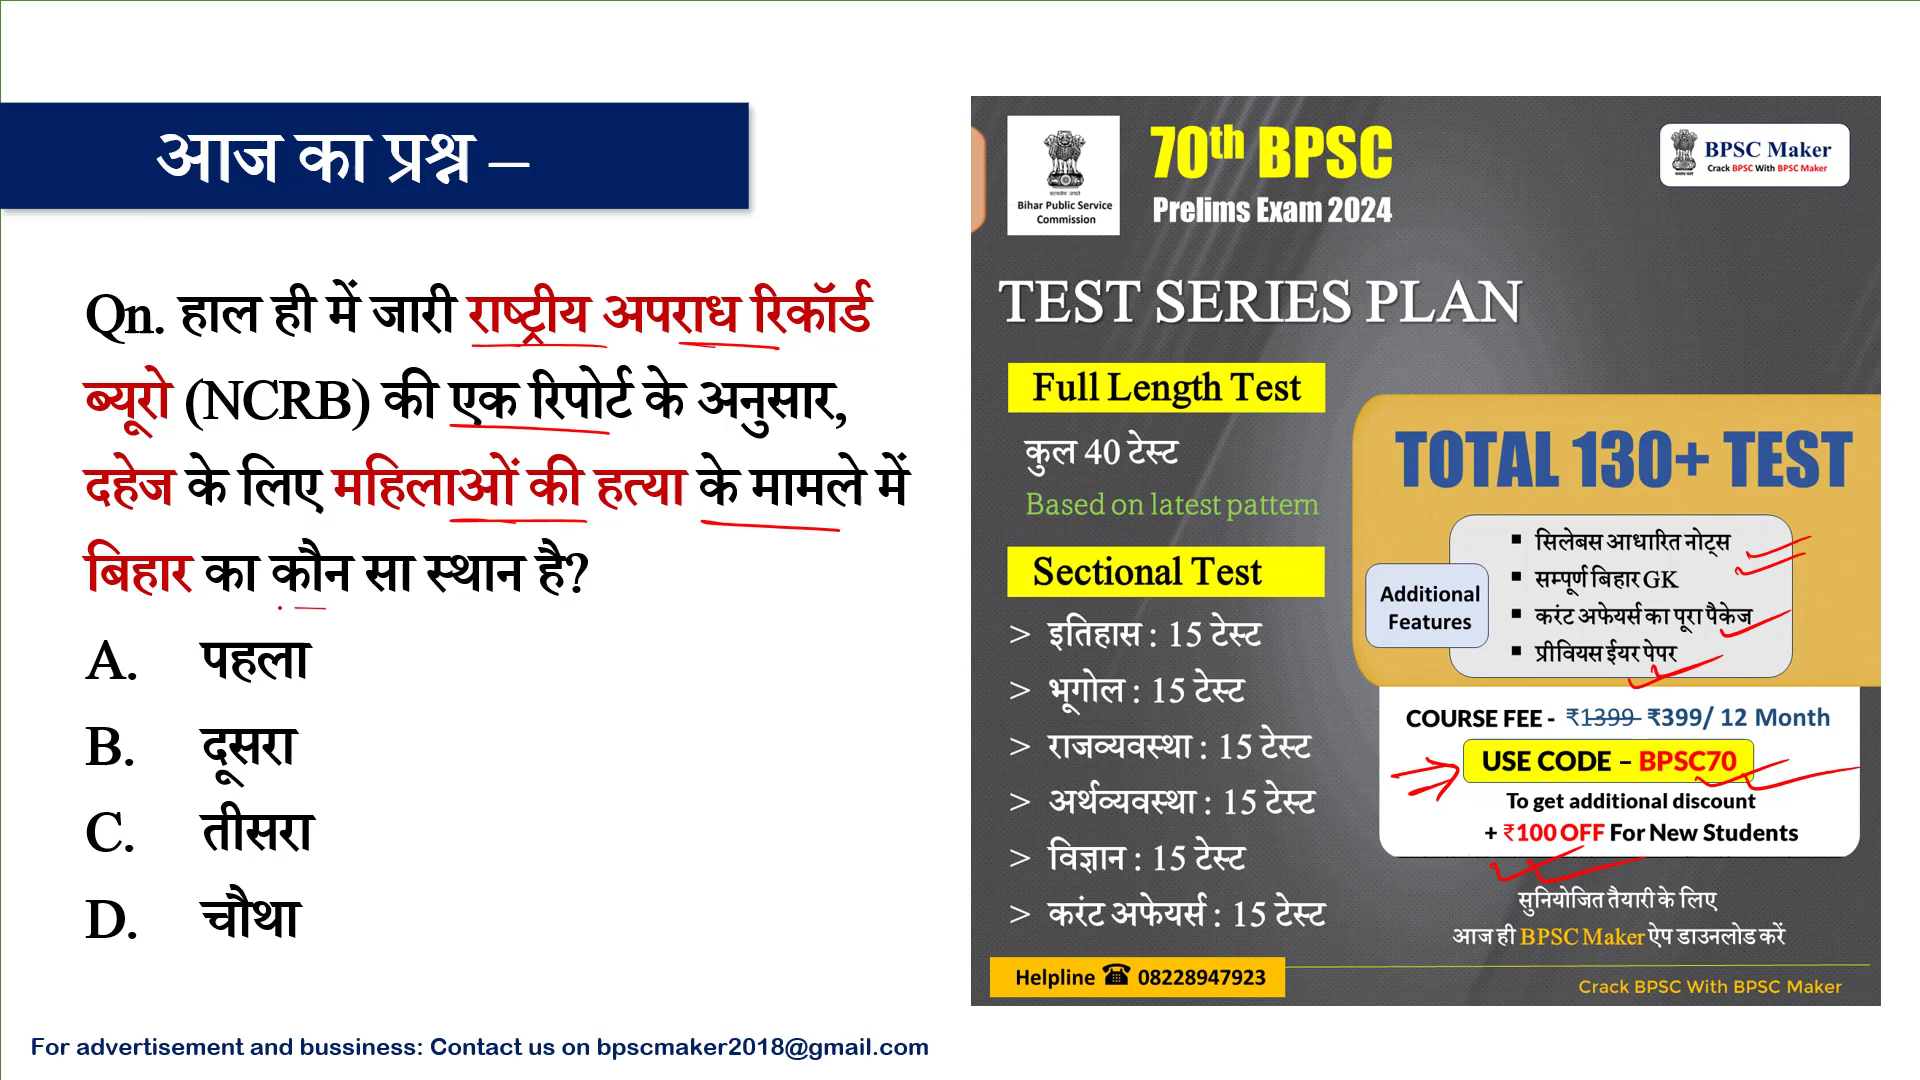 आज का प्रश्न –
Qn. हाल ही में जारी राष्ट्रीय अपराध रिकॉर्ड
ब्यूरो (NCRB) की एक रिपोर्ट के अनुसार,
दहेज के लिए महिलाओं की हत्या के मामले में
बिहार का कौन सा स्थान है?
A. पहला
B. दूसरा
C. तीसरा
D. चौथा
For advertisement and bussiness: Contact us on bpscmaker2018@gmail.com
Bihar Public Service
Commission
70th BPSC
Prelims Exam 2024
BPSC Maker
Crack BPSC With BPSC Maker
TEST SERIES PLAN
Full Length Test
कुल 40 टेस्ट
Based on latest pattern
Sectional Test
> इतिहास : 15 टेस्ट
> भूगोल : 15 टेस्ट
> राजव्यवस्था : 15 टेस्ट
> अर्थव्यवस्था : 15 टेस्ट
> विज्ञान : 15 टेस्ट
> करंट अफेयर्स : 15 टेस्ट
TOTAL 130+ TEST
Additional
Features
▪ सिलेबस आधारित नोट्स
▪ सम्पूर्ण बिहार GK
▪ करंट अफेयर्स का पूरा पैकेज
▪ प्रीवियस ईयर पेपर
COURSE FEE - ₹1399 ₹399/ 12 Month
USE CODE – BPSC70
To get additional discount
+ ₹100 OFF For New Students
सुनियोजित तैयारी के लिए
आज ही BPSC Maker ऐप डाउनलोड करें
Helpline ☎ 08228947923
Crack BPSC With BPSC Maker